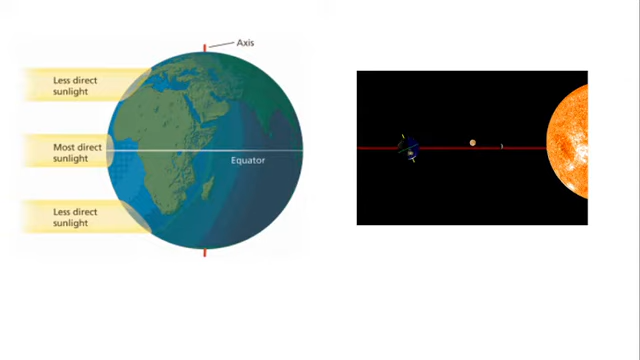 Axis
Less direct
sunlight
Most direct
sunlight
Equator
Less direct
sunlight